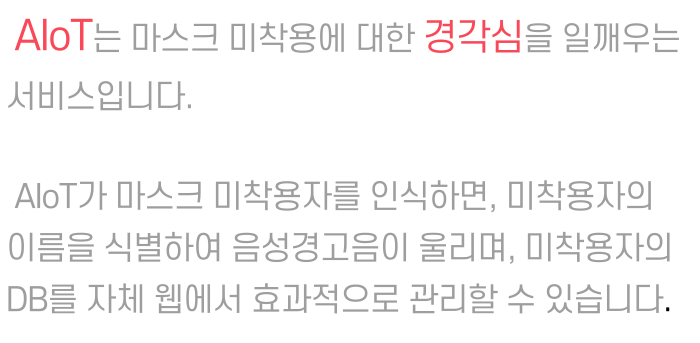 AIoT는 마스크 미착용에 대한 경각심을 일깨우는
서비스입니다.
AIoT가 마스크 미착용자를 인식하면, 미착용자의
이름을 식별하여 음성경고음이 울리며, 미착용자의
DB를 자체 웹에서 효과적으로 관리할 수 있습니다.